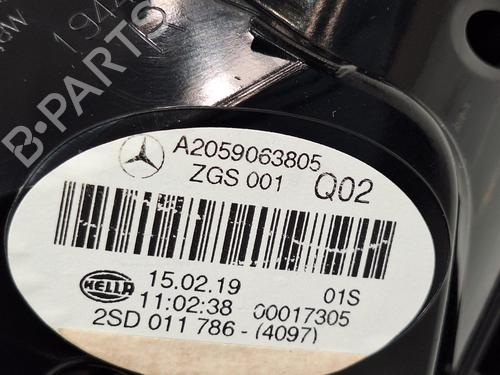 B-PARTS
A2059063805
ZGS 001
Q02
HELLA
15.02.19
01S
11:02:38
00017305
2SD 011 786 - (4097)